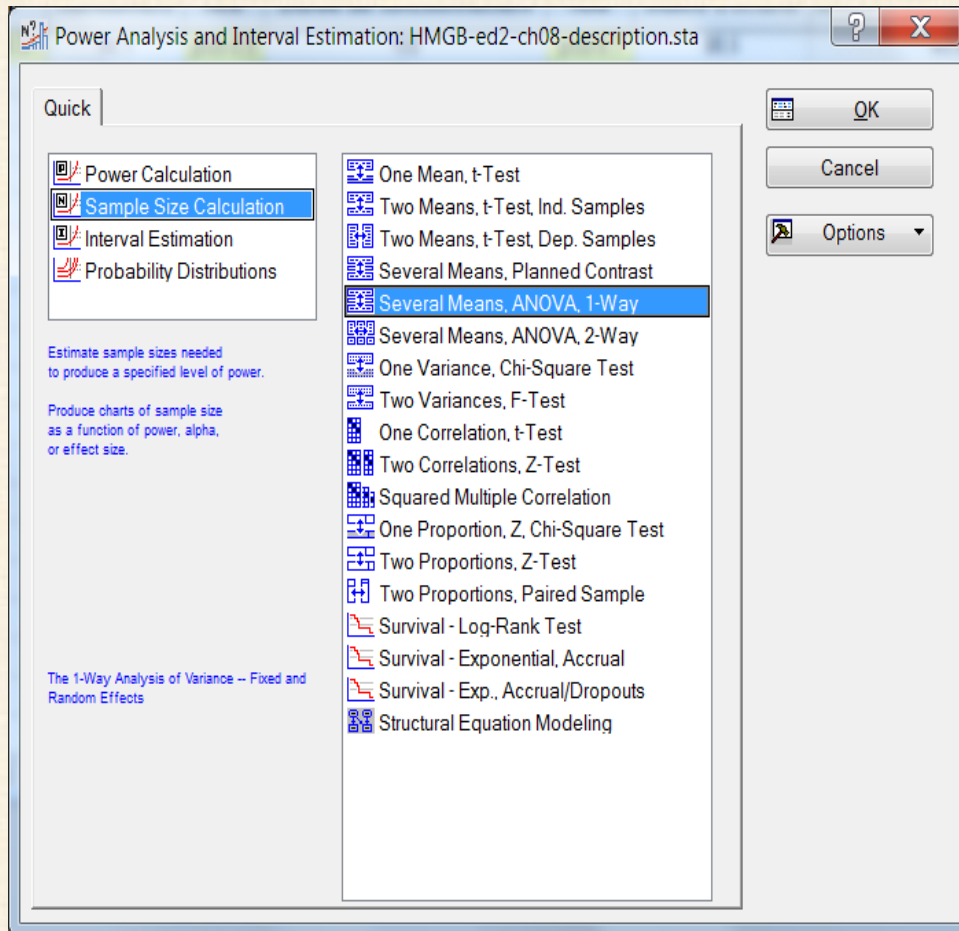 Power Analysis and Interval Estimation: HMGB-ed2-ch08-description.sta
Quick
OK
Cancel
Options
Power Calculation
Sample Size Calculation
Interval Estimation
Probability Distributions
Estimate sample sizes needed
to produce a specified level of power.
Produce charts of sample size
as a function of power, alpha,
or effect size.
The 1-Way Analysis of Variance -- Fixed and
Random Effects
One Mean, t-Test
Two Means, t-Test, Ind. Samples
Two Means, t-Test, Dep. Samples
Several Means, Planned Contrast
Several Means, ANOVA, 1-Way
Several Means, ANOVA, 2-Way
One Variance, Chi-Square Test
Two Variances, F-Test
One Correlation, t-Test
Two Correlations, Z-Test
Squared Multiple Correlation
One Proportion, Z, Chi-Square Test
Two Proportions, Z-Test
Two Proportions, Paired Sample
Survival - Log-Rank Test
Survival - Exponential, Accrual
Survival - Exp., Accrual/Dropouts
Structural Equation Modeling